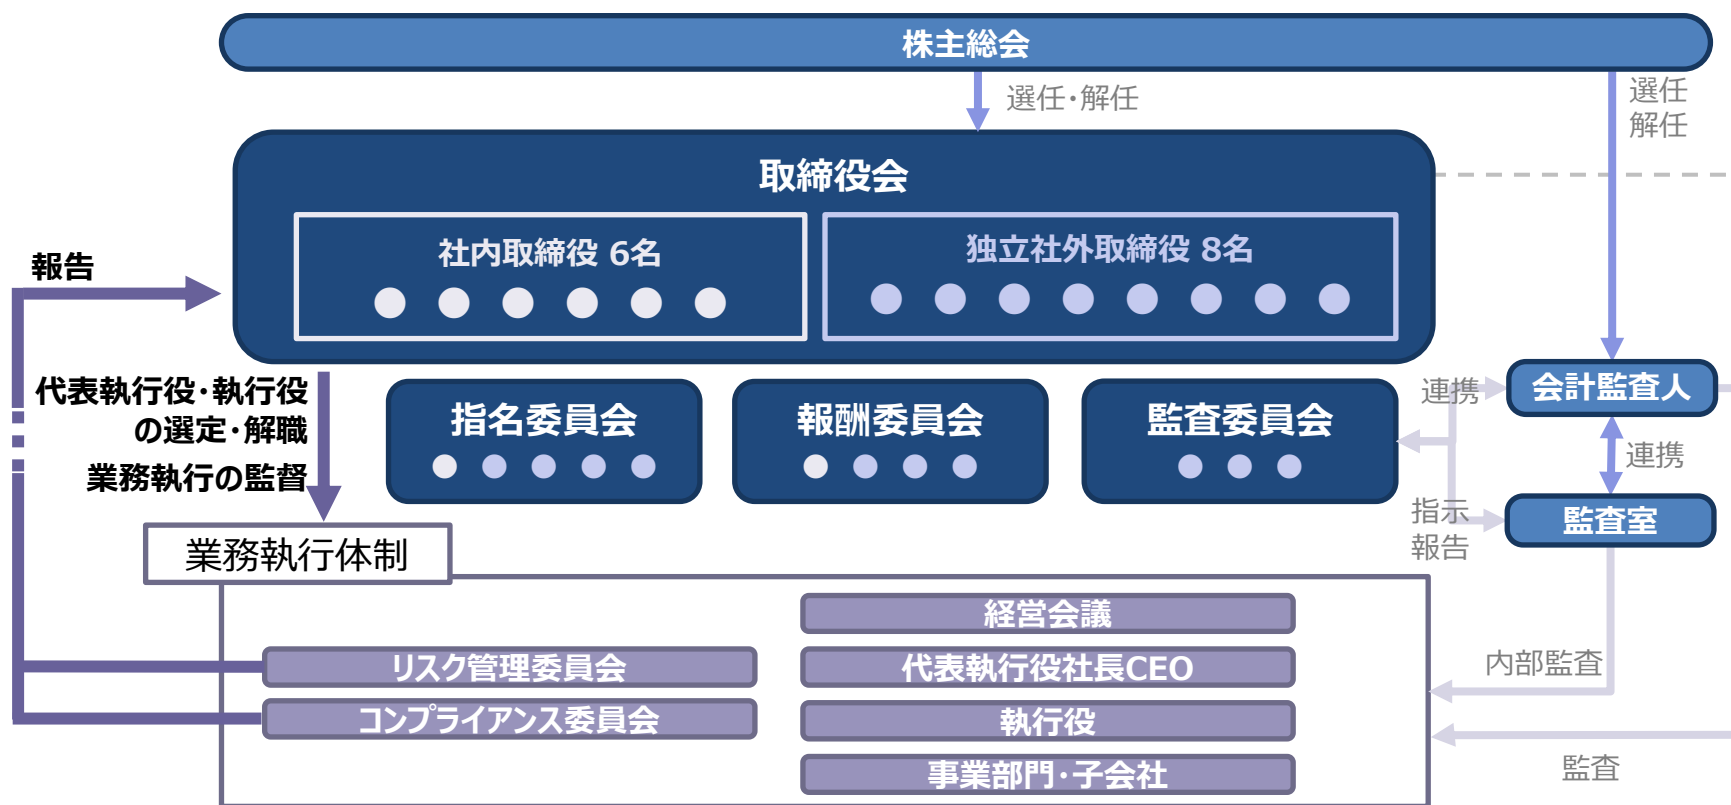 株主総会
選任・解任
選任
解任
取締役会
社内取締役 6名
独立社外取締役 8名
報告
代表執行役・執行役
の選定・解職
業務執行の監督
指名委員会
報酬委員会
監査委員会
連携
会計監査人
連携
指示
報告
監査室
業務執行体制
経営会議
リスク管理委員会
代表執行役社長CEO
内部監査
コンプライアンス委員会
執行役
事業部門・子会社
監査